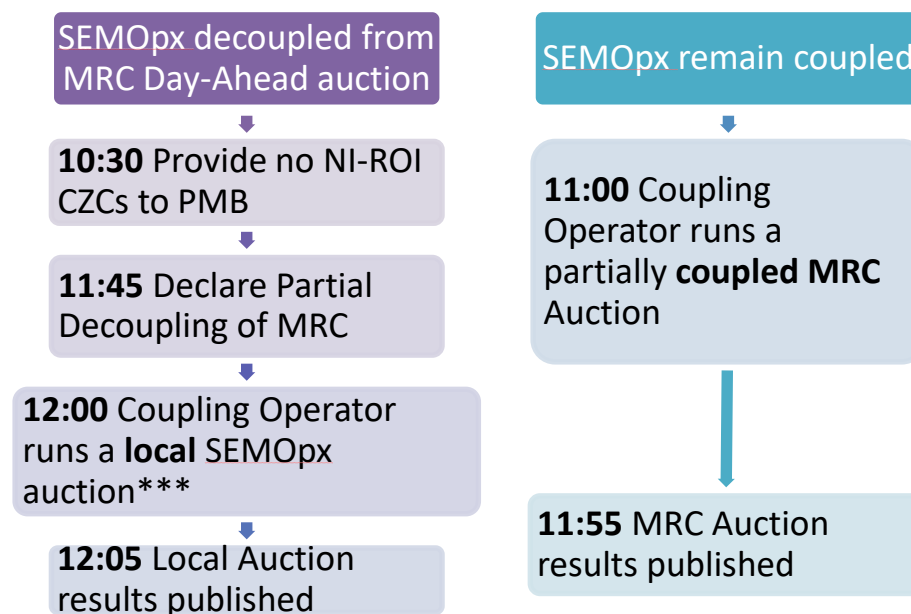 SEMOpx decoupled from
MRC Day-Ahead auction
10:30 Provide no NI-ROI
CZCs to PMB
11:45 Declare Partial
Decoupling of MRC
12:00 Coupling Operator
runs a local SEMOpx
auction***
12:05 Local Auction
results published
SEMOpx remain coupled
11:00 Coupling
Operator runs a
partially coupled MRC
Auction
11:55 MRC Auction
results published